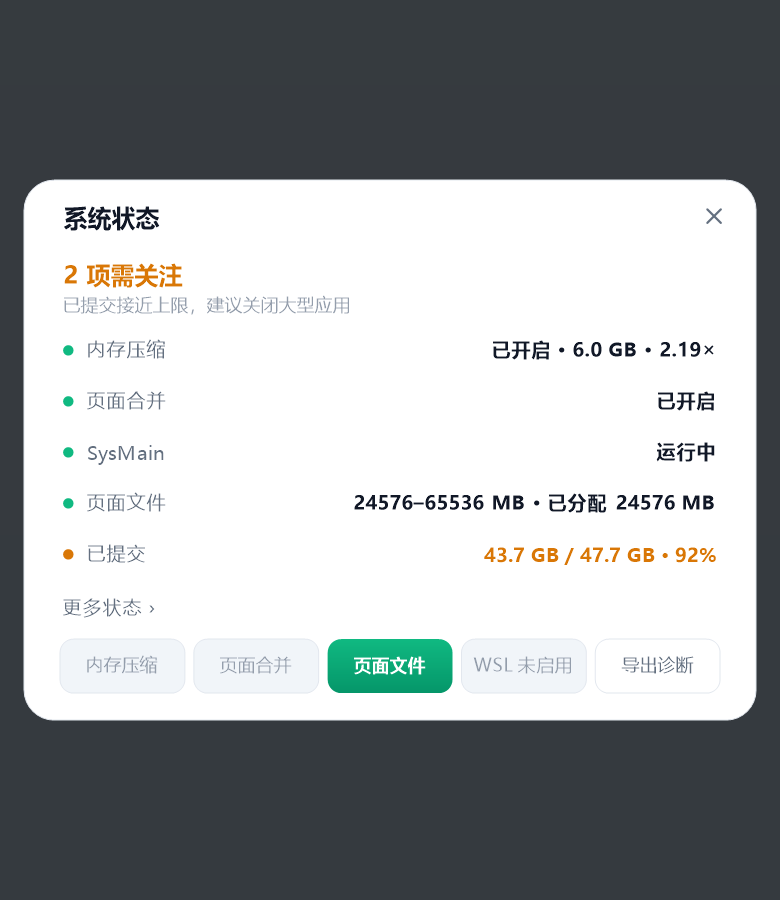 系统状态
2 项需关注
已提交接近上限，建议关闭大型应用
内存压缩 已开启 • 6.0 GB • 2.19×
页面合并 已开启
SysMain 运行中
页面文件 24576–65536 MB • 已分配 24576 MB
已提交 43.7 GB / 47.7 GB • 92%
更多状态 ›
内存压缩 页面合并 页面文件 WSL 未启用 导出诊断